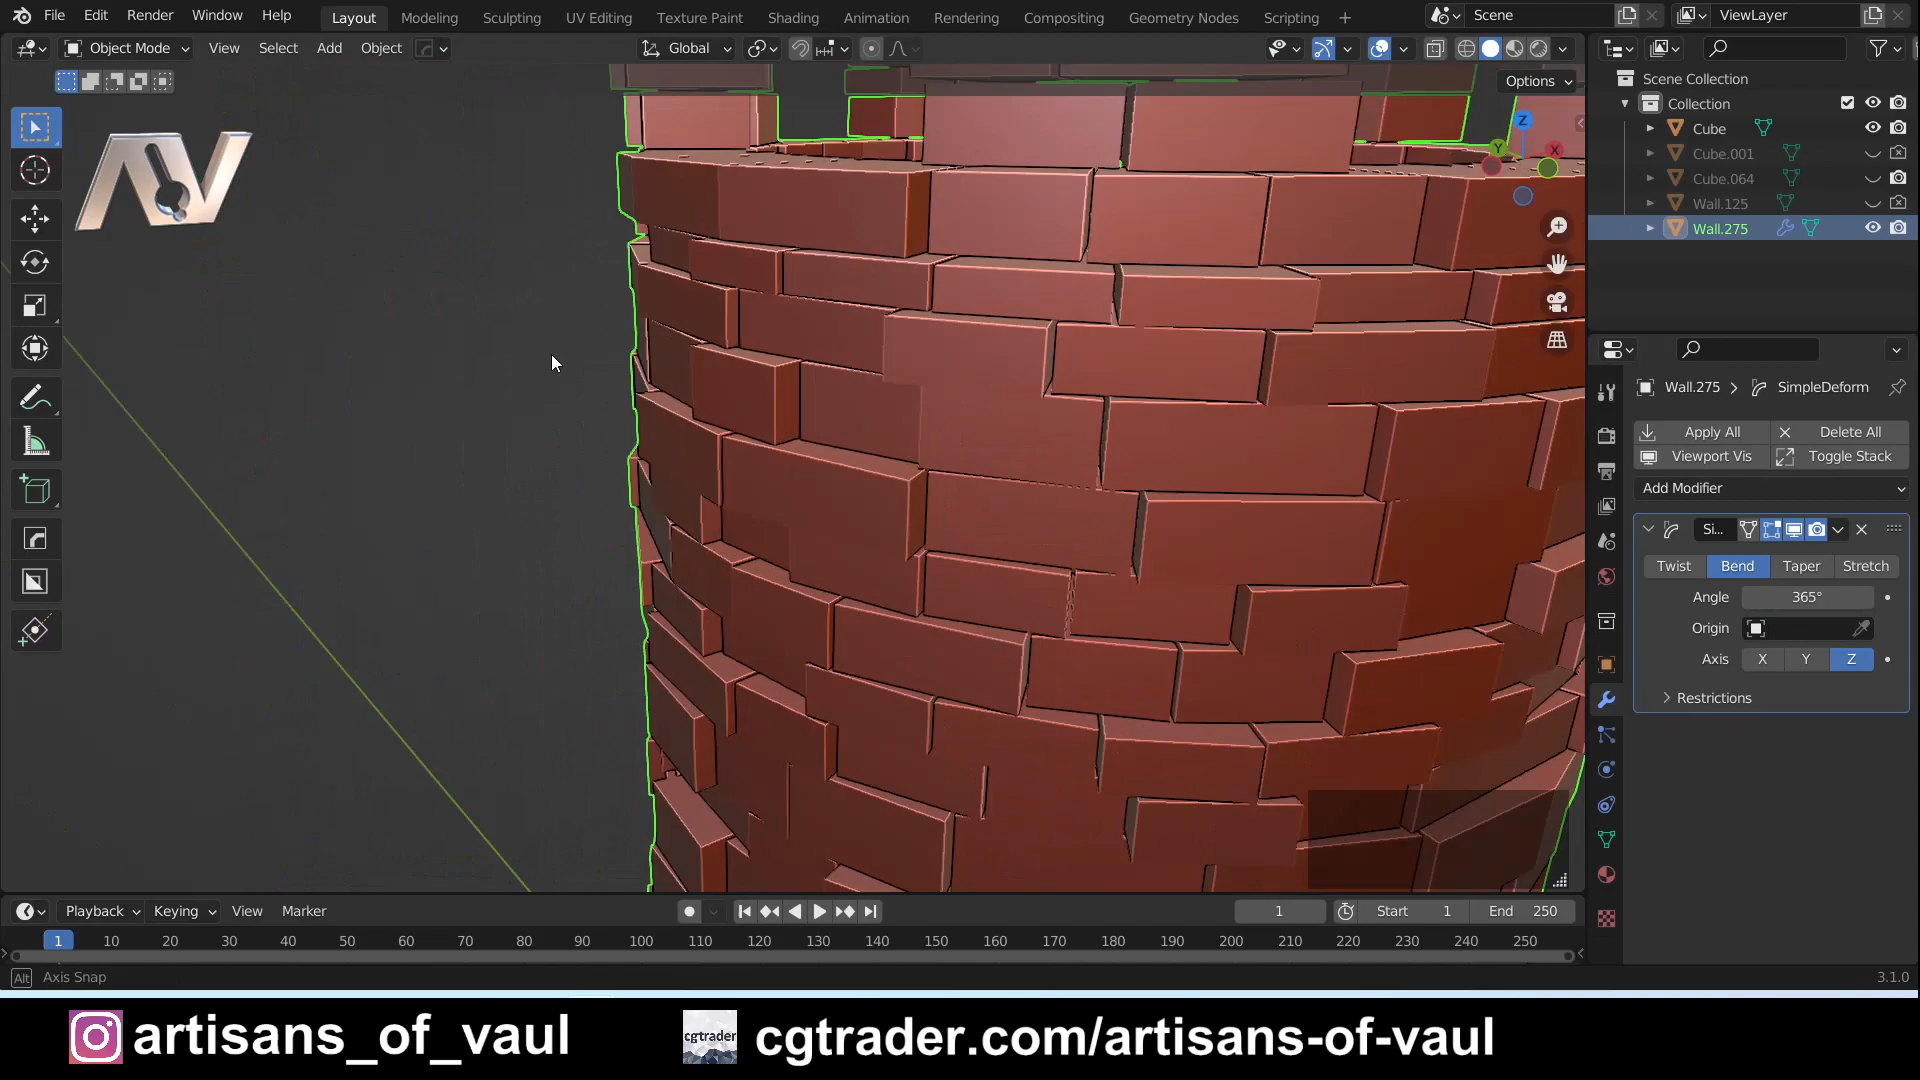 File Edit Render Window Help Layout Modeling Sculpting UV Editing Texture Paint Shading Animation Rendering Compositing Geometry Nodes Scripting + Scene ViewLayer
Object Mode View Select Add Object Global
Options
Scene Collection
Collection
Cube
Cube.001
Cube.064
Wall.125
Wall.275
Z
Y
X
Wall.275 > SimpleDeform
Apply All Delete All
Viewport Vis Toggle Stack
Add Modifier
Si...
Twist Bend Taper Stretch
Angle 365°
Origin
Axis X Y Z
Restrictions
Playback Keying View Marker 1 Start 1 End 250
1 10 20 30 40 50 60 70 80 90 100 110 120 130 140 150 160 170 180 190 200 210 220 230 240 250
Alt Axis Snap 3.1.0
artisans_of_vaul cgtrader cgtrader.com/artisans-of-vaul